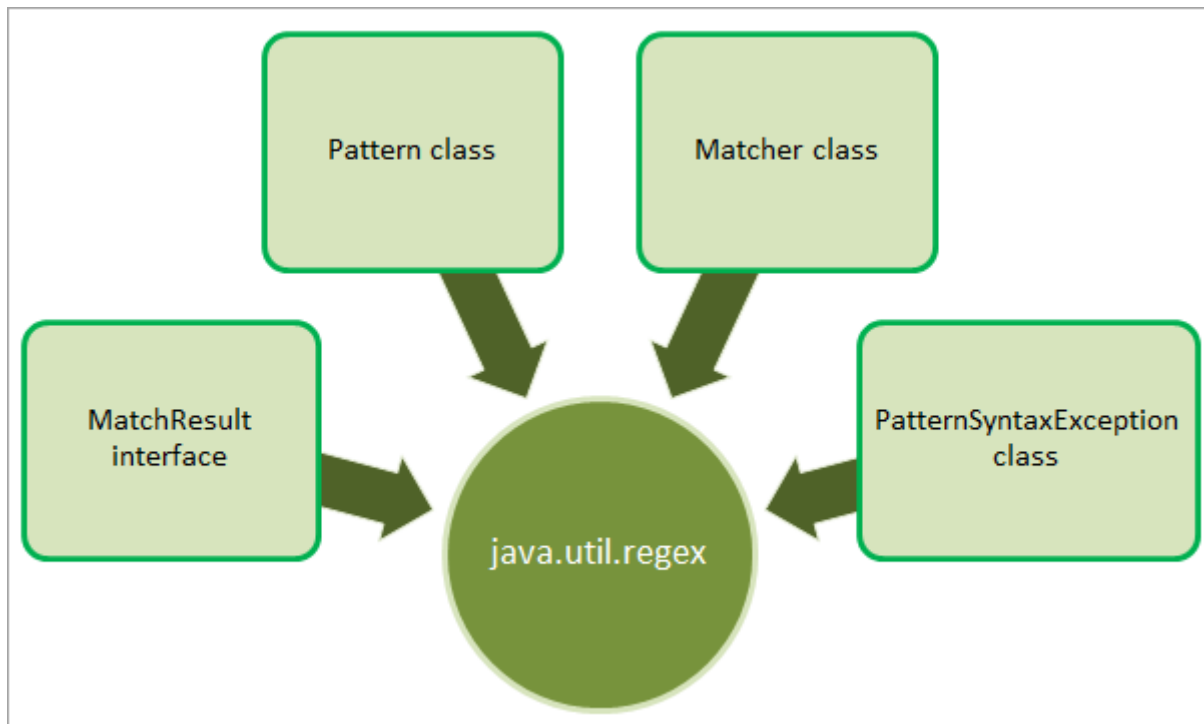 Pattern class
Matcher class
MatchResult
interface
PatternSyntaxException
class
java.util.regex